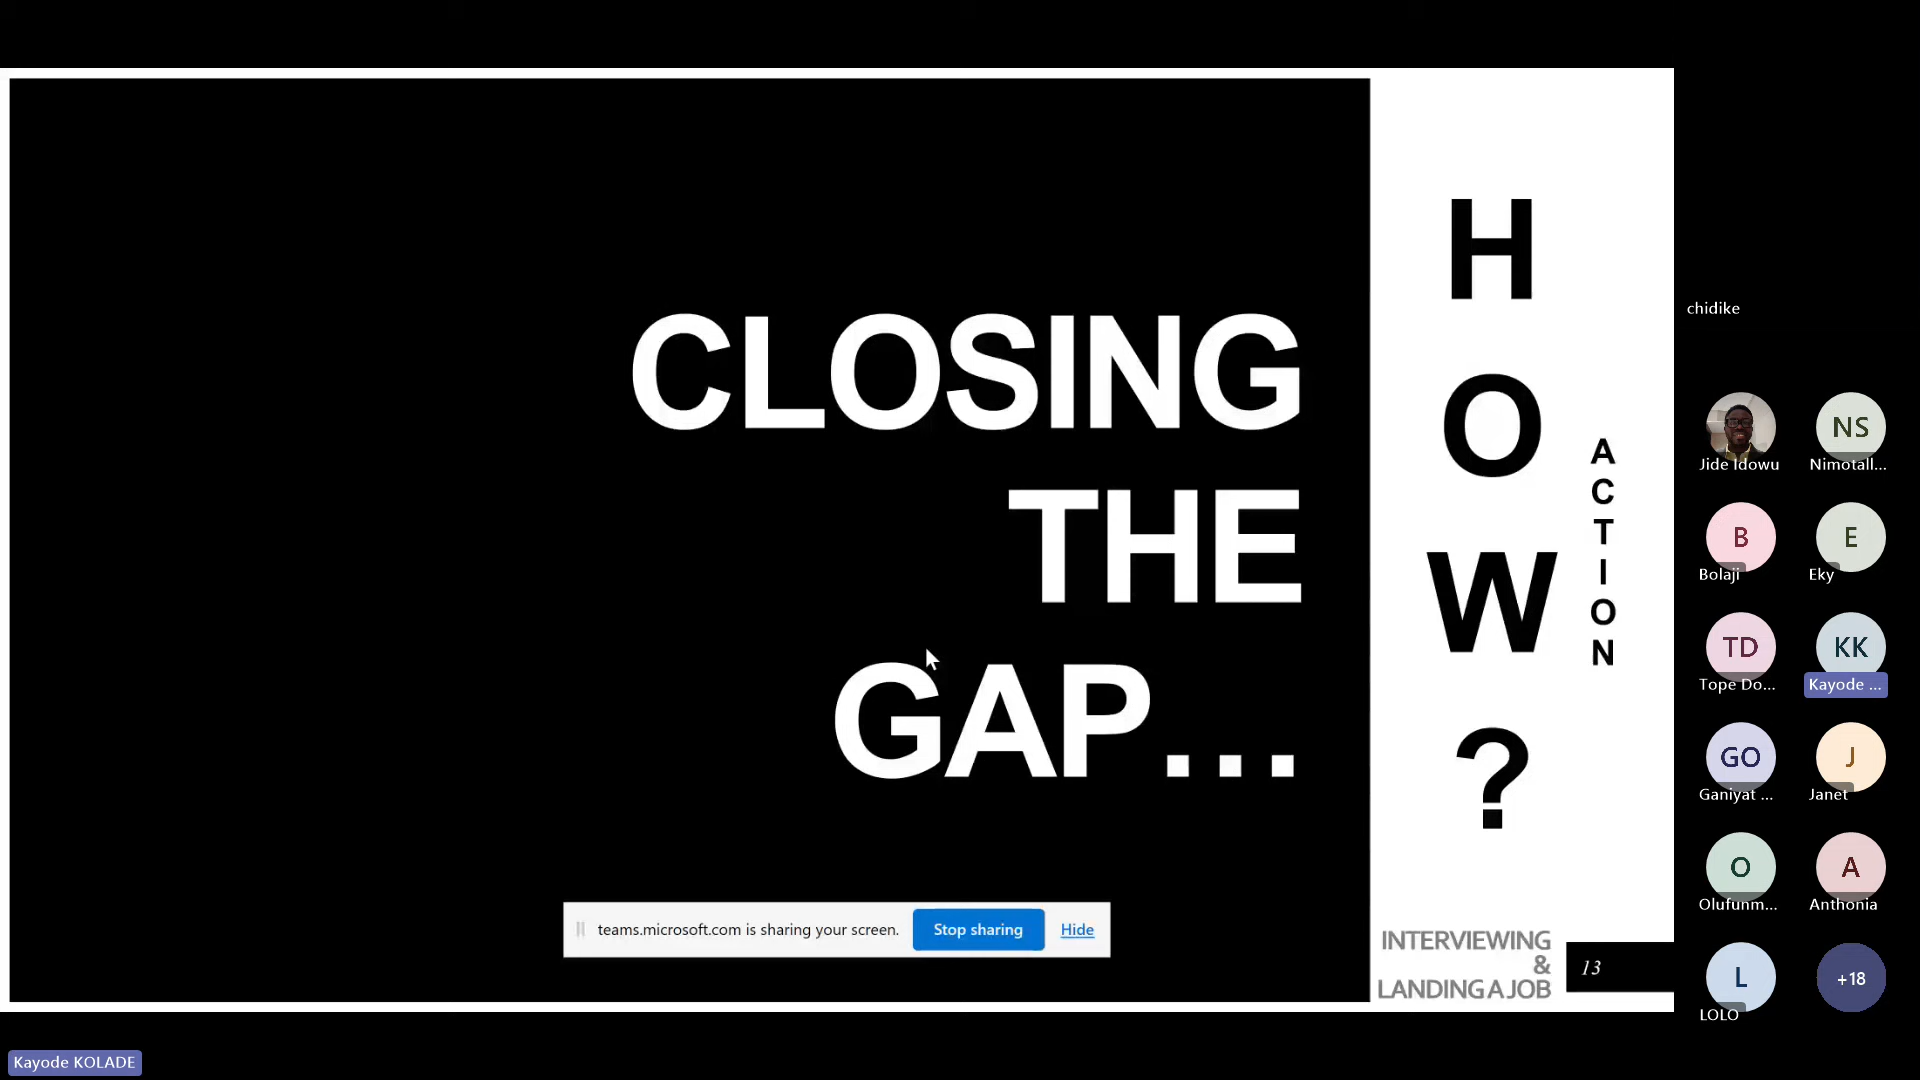 CLOSING
THE
GAP...
H
O
W
?
A
C
T
I
O
N
INTERVIEWING
&
LANDING A JOB
13
teams.microsoft.com is sharing your screen.
Stop sharing
Hide
chidike
Jide Idowu
NS
Nimotall...
B
Bolaji
E
Eky
TD
Tope Do...
KK
Kayode ...
GO
Ganiyat ...
J
Janet
O
Olufunm...
A
Anthonia
L
LOLO
+18
Kayode KOLADE